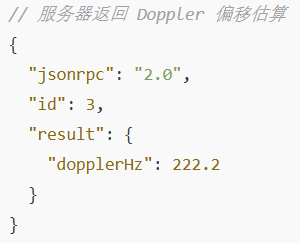 // 服务器返回 Doppler 偏移估算
{
  "jsonrpc": "2.0",
  "id": 3,
  "result": {
    "dopplerHz": 222.2
  }
}